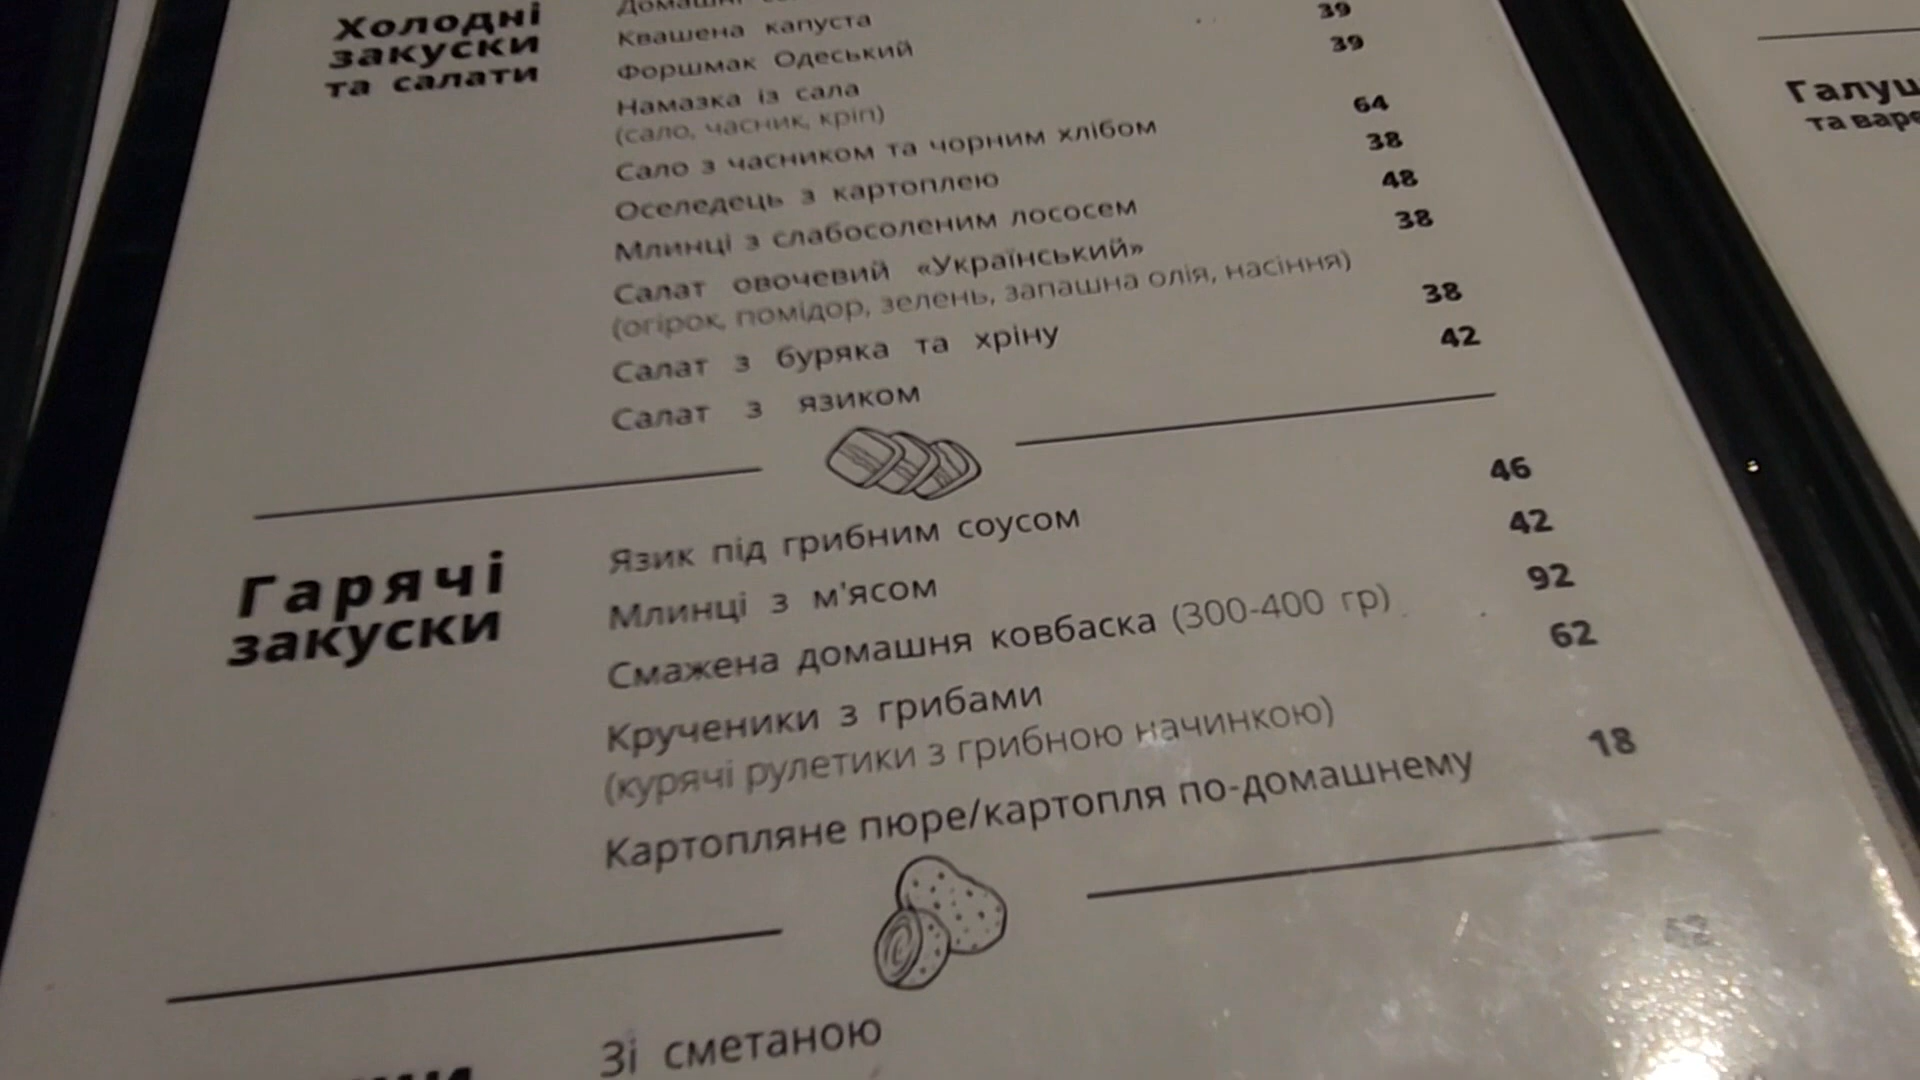 Холодні
закуски
та салати
Домашні
Квашена капуста
Форшмак Одеський 39
Намазка із сала 39
(сало, часник, кріп)
Сало з часником та чорним хлібом 64
Оселедець з картоплею 38
Млинці з слабосоленим лососем 48
Салат овочевий «Український» 38
(огірок, помідор, зелень, запашна олія, насіння)
Салат з буряка та хріну 38
Салат з язиком 42
Гарячі
закуски
Язик під грибним соусом 46
Млинці з м'ясом 42
Смажена домашня ковбаска (300-400 гр) 92
Крученики з грибами 62
(курячі рулетики з грибною начинкою)
Картопляне пюре/картопля по-домашньому 18
Зі сметаною 62
Галуш
та варе